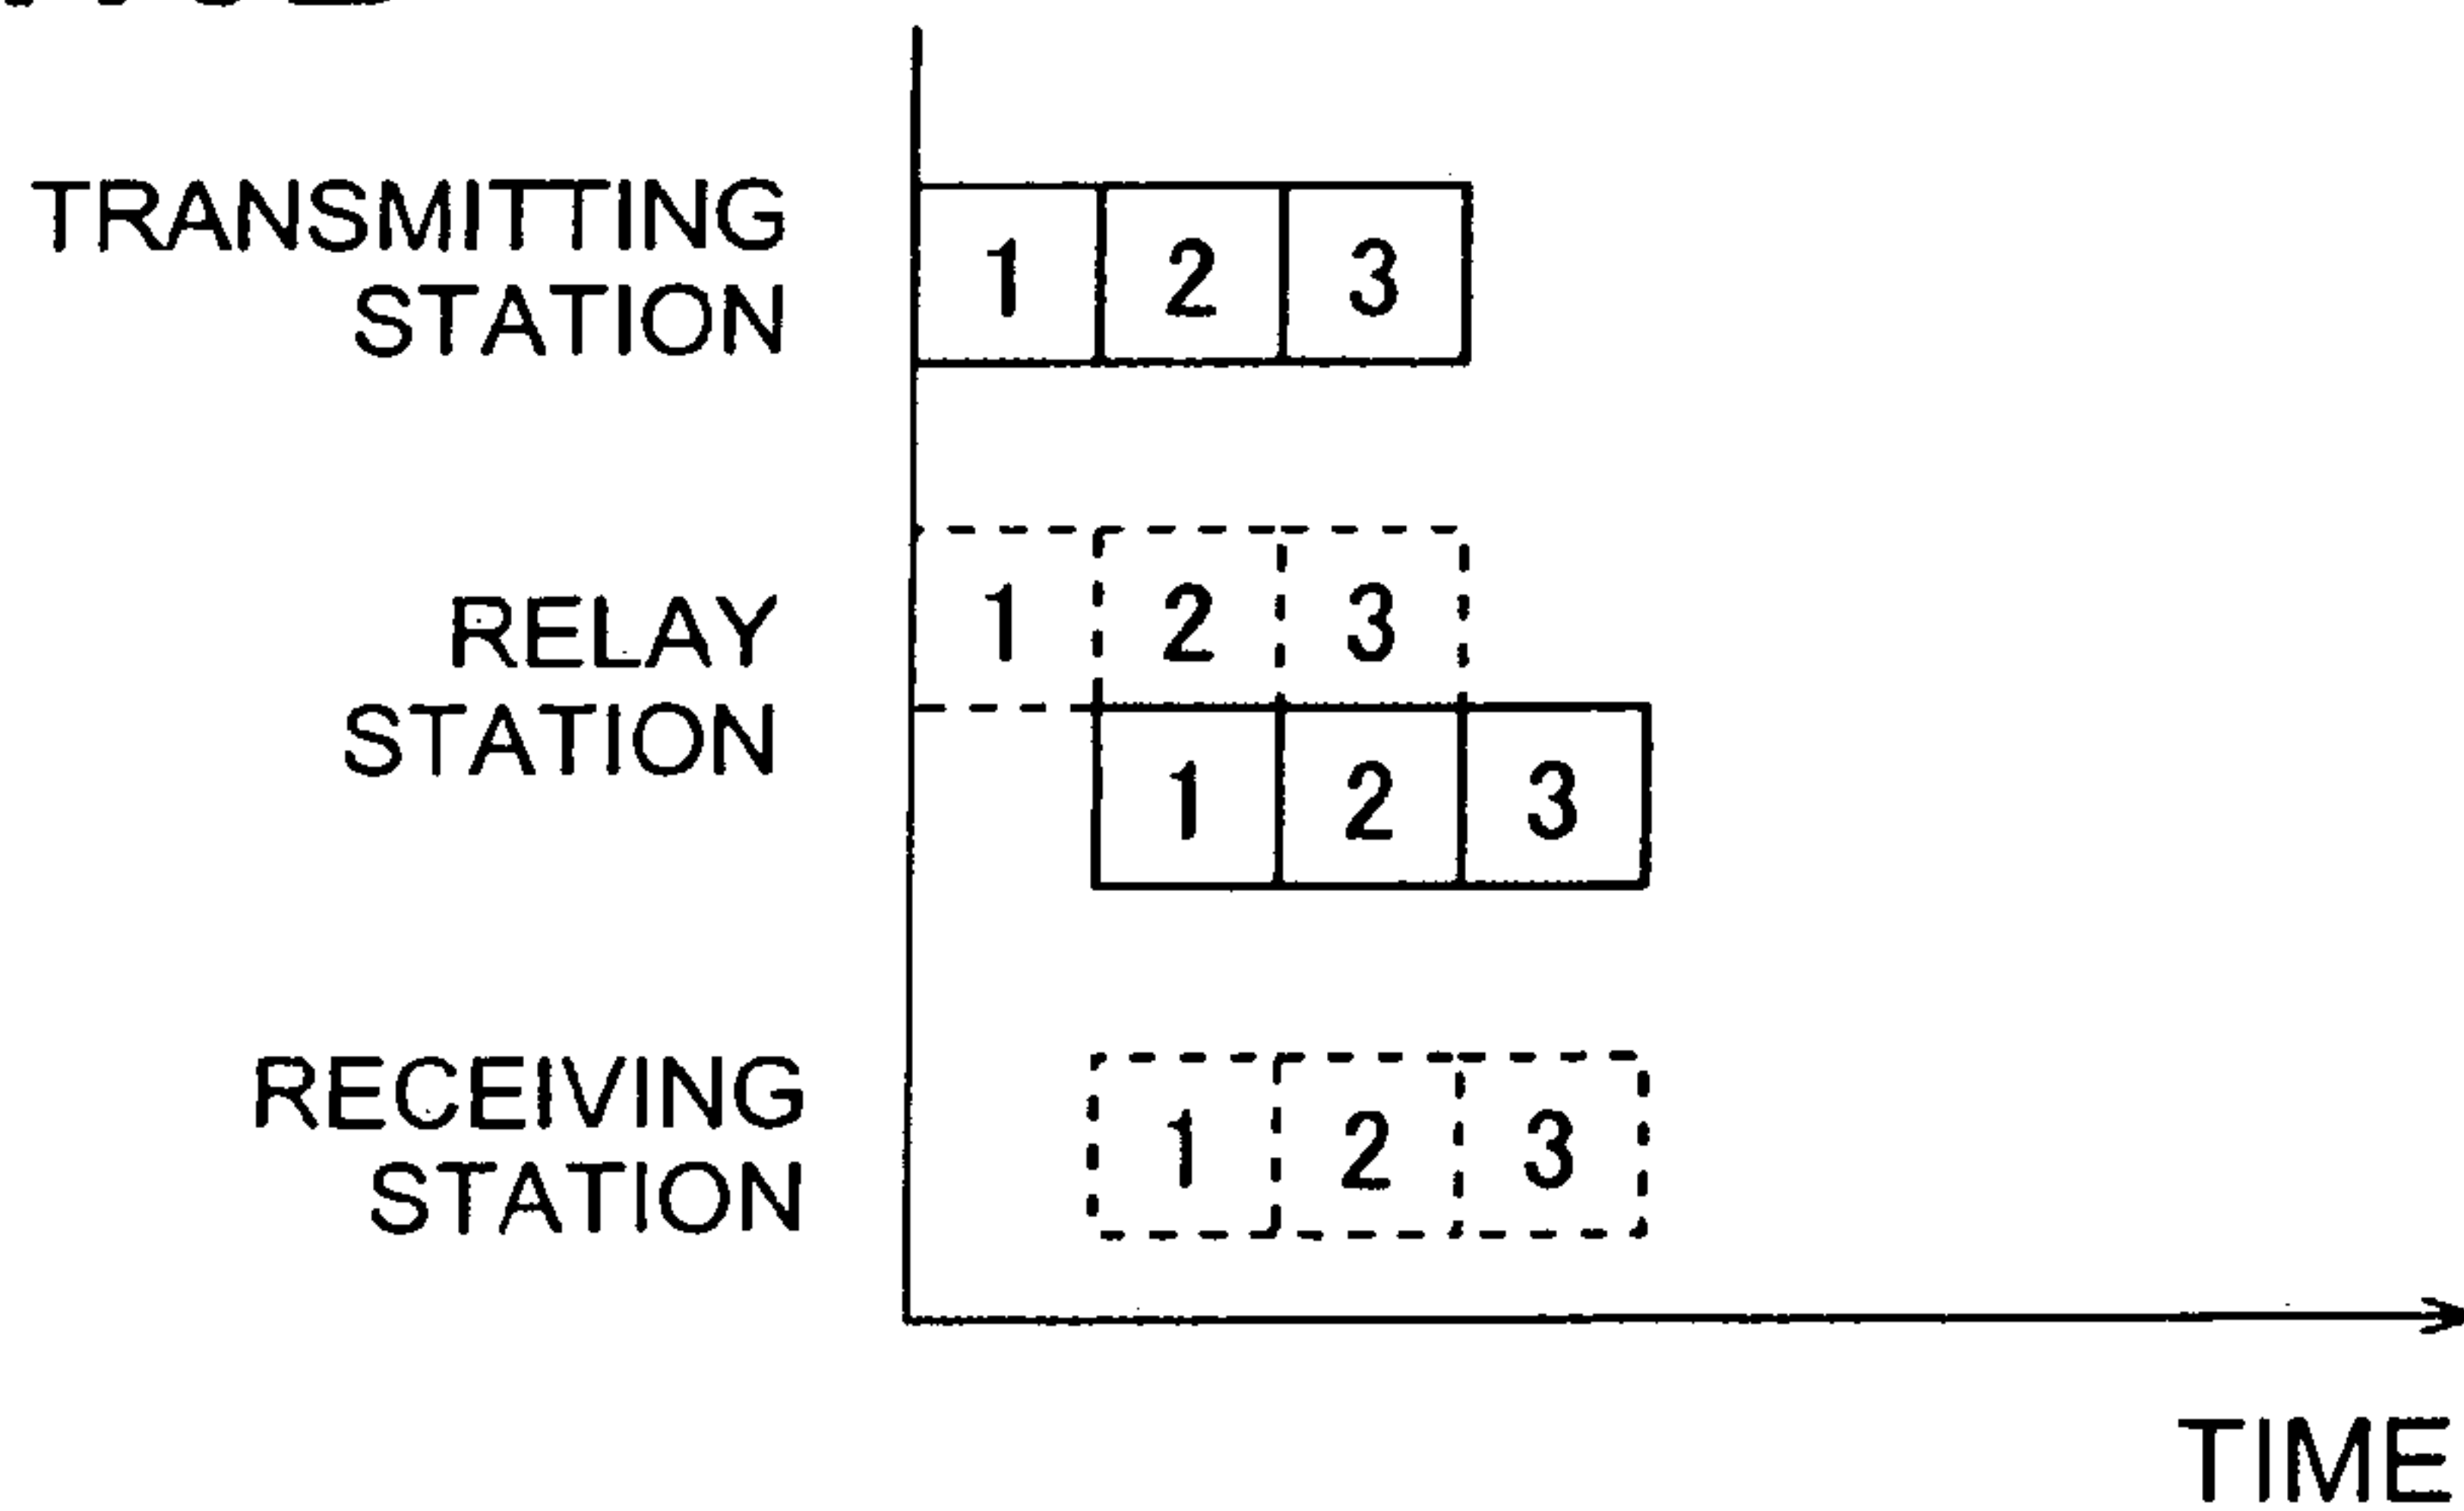 TRANSMITTING
STATION
1 2 3
RELAY
STATION
1 2 3
1 2 3
RECEIVING
STATION
1 2 3
TIME